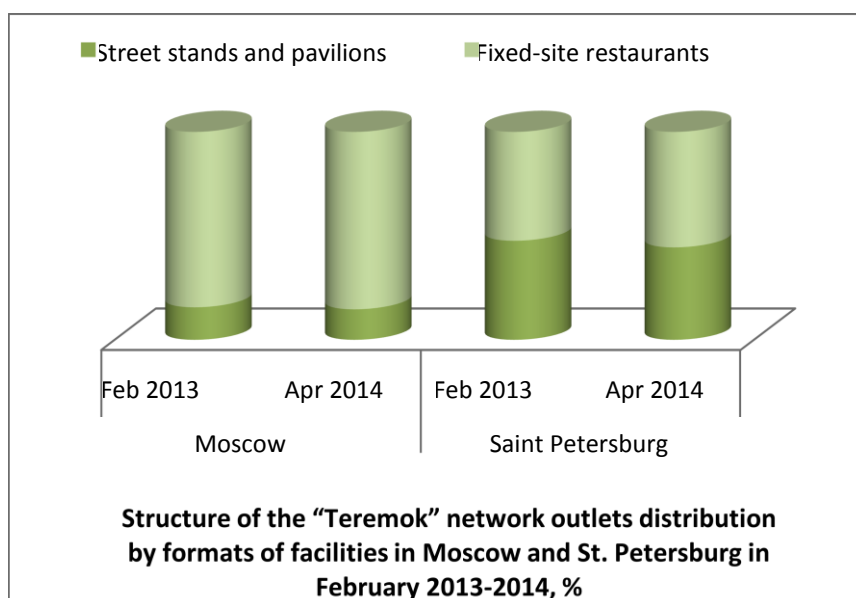 Street stands and pavilions Fixed-site restaurants
Feb 2013 Apr 2014 Feb 2013 Apr 2014
Moscow Saint Petersburg
Structure of the “Teremok” network outlets distribution
by formats of facilities in Moscow and St. Petersburg in
February 2013-2014, %